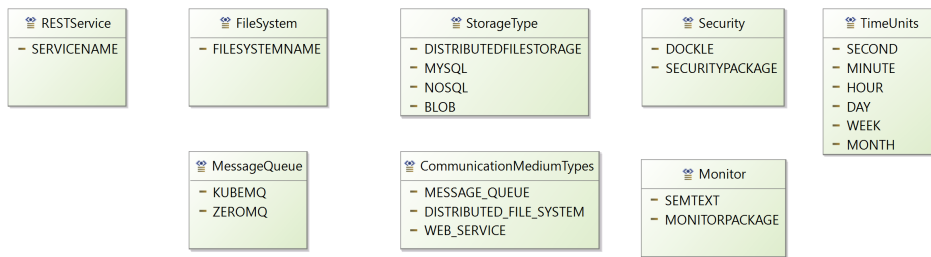 RESTService
SERVICENAME
FileSystem
FILESYSTEMNAME
StorageType
DISTRIBUTEDFILESTORAGE
MYSQL
NOSQL
BLOB
Security
DOCKLE
SECURITYPACKAGE
TimeUnits
SECOND
MINUTE
HOUR
DAY
WEEK
MONTH
MessageQueue
KUBEMQ
ZEROMQ
CommunicationMediumTypes
MESSAGE_QUEUE
DISTRIBUTED_FILE_SYSTEM
WEB_SERVICE
Monitor
SEMTEXT
MONITORPACKAGE